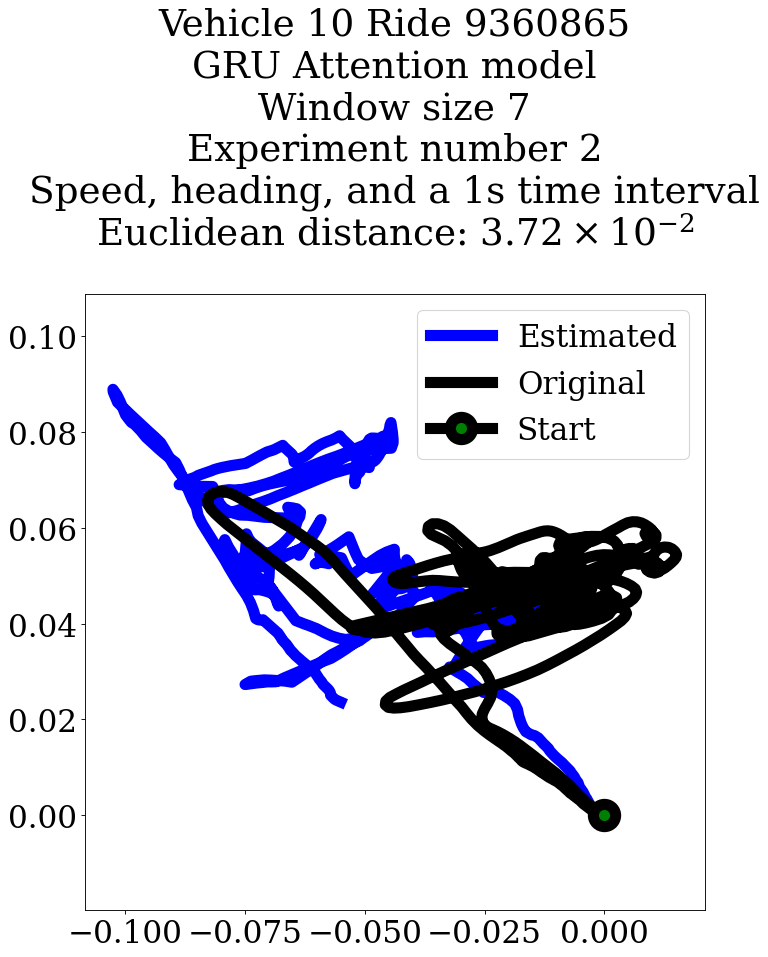 Vehicle 10 Ride 9360865
GRU Attention model
Window size 7
Experiment number 2
Speed, heading, and a 1s time interval
Euclidean distance: 3.72 × 10⁻²
Estimated
Original
Start
0.10
0.08
0.06
0.04
0.02
0.00
−0.100 −0.075 −0.050 −0.025 0.000